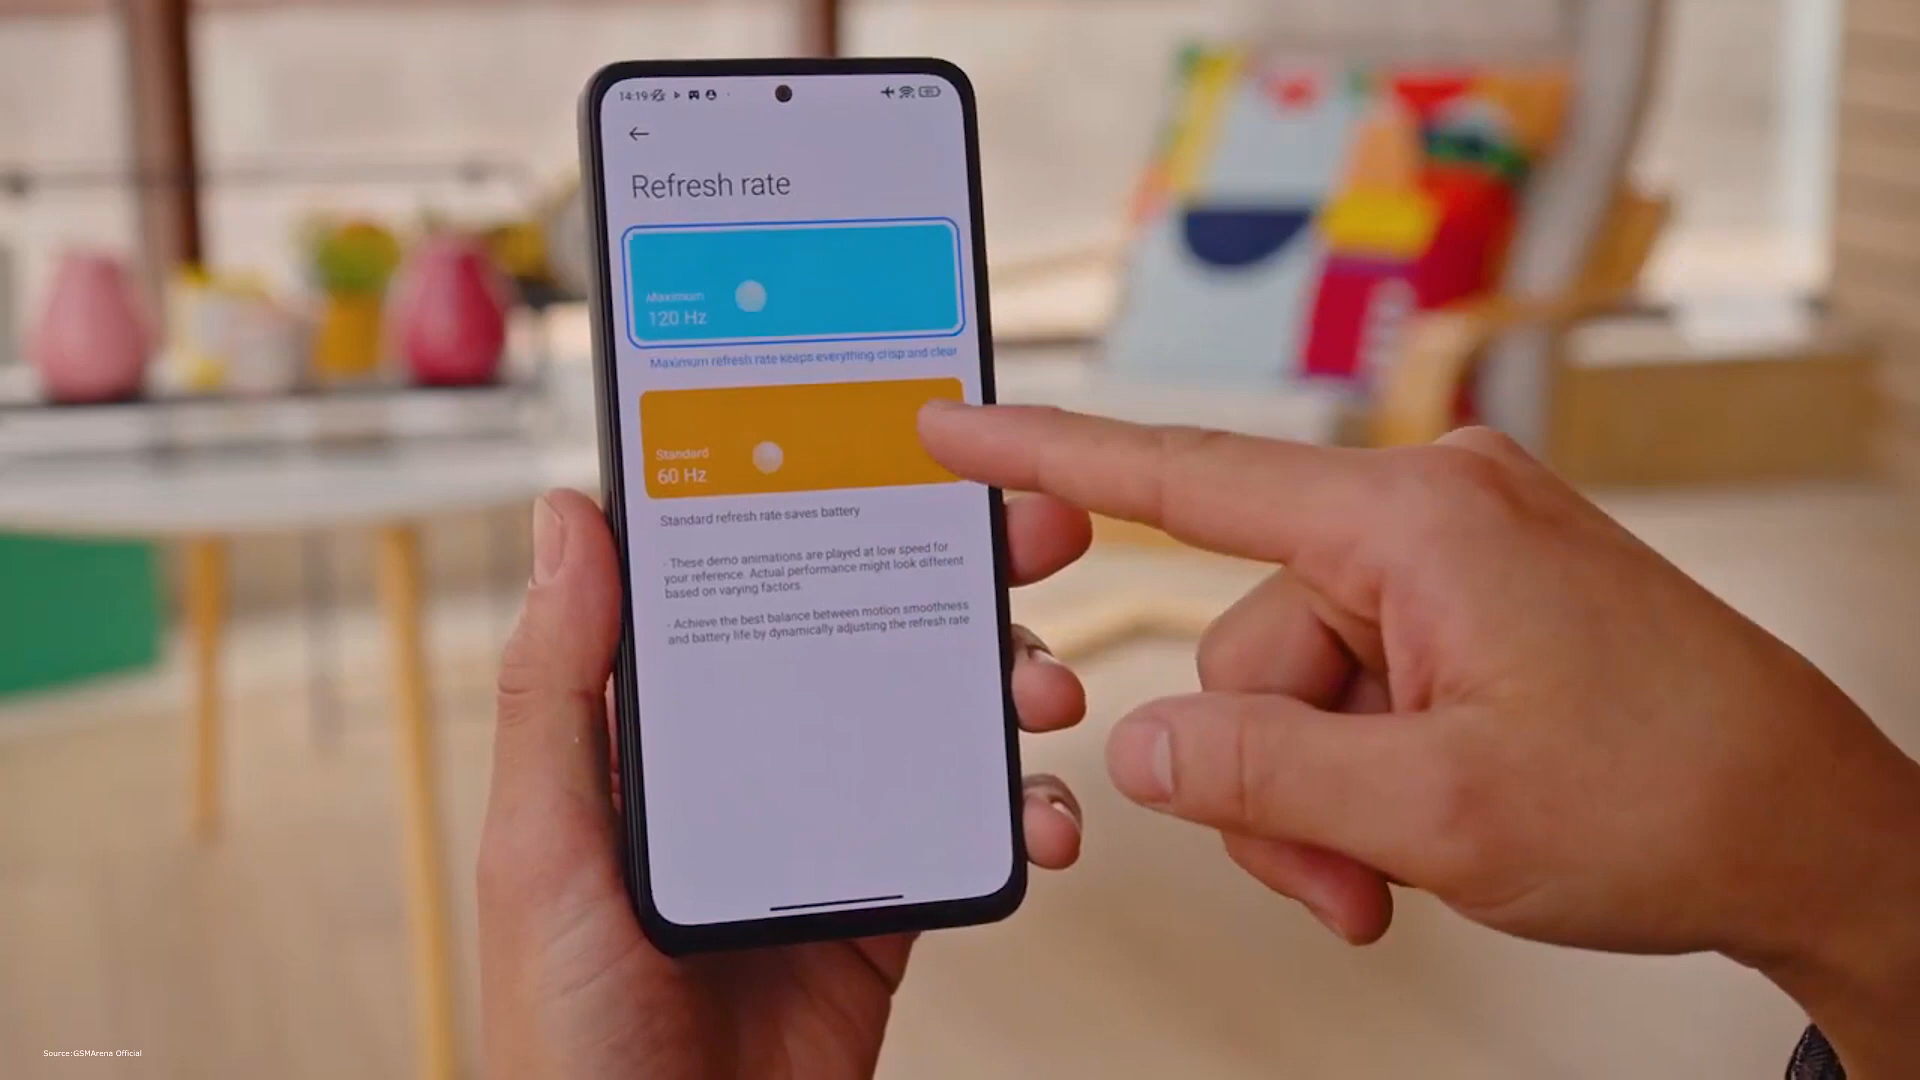 14:19
Refresh rate
Maximum
120 Hz
Maximum refresh rate keeps everything crisp and clear
Standard
60 Hz
Standard refresh rate saves battery
- These demo animations are played at low speed for
your reference. Actual performance might look different
based on varying factors.
- Achieve the best balance between motion smoothness
and battery life by dynamically adjusting the refresh rate
Source:GSMArena Official